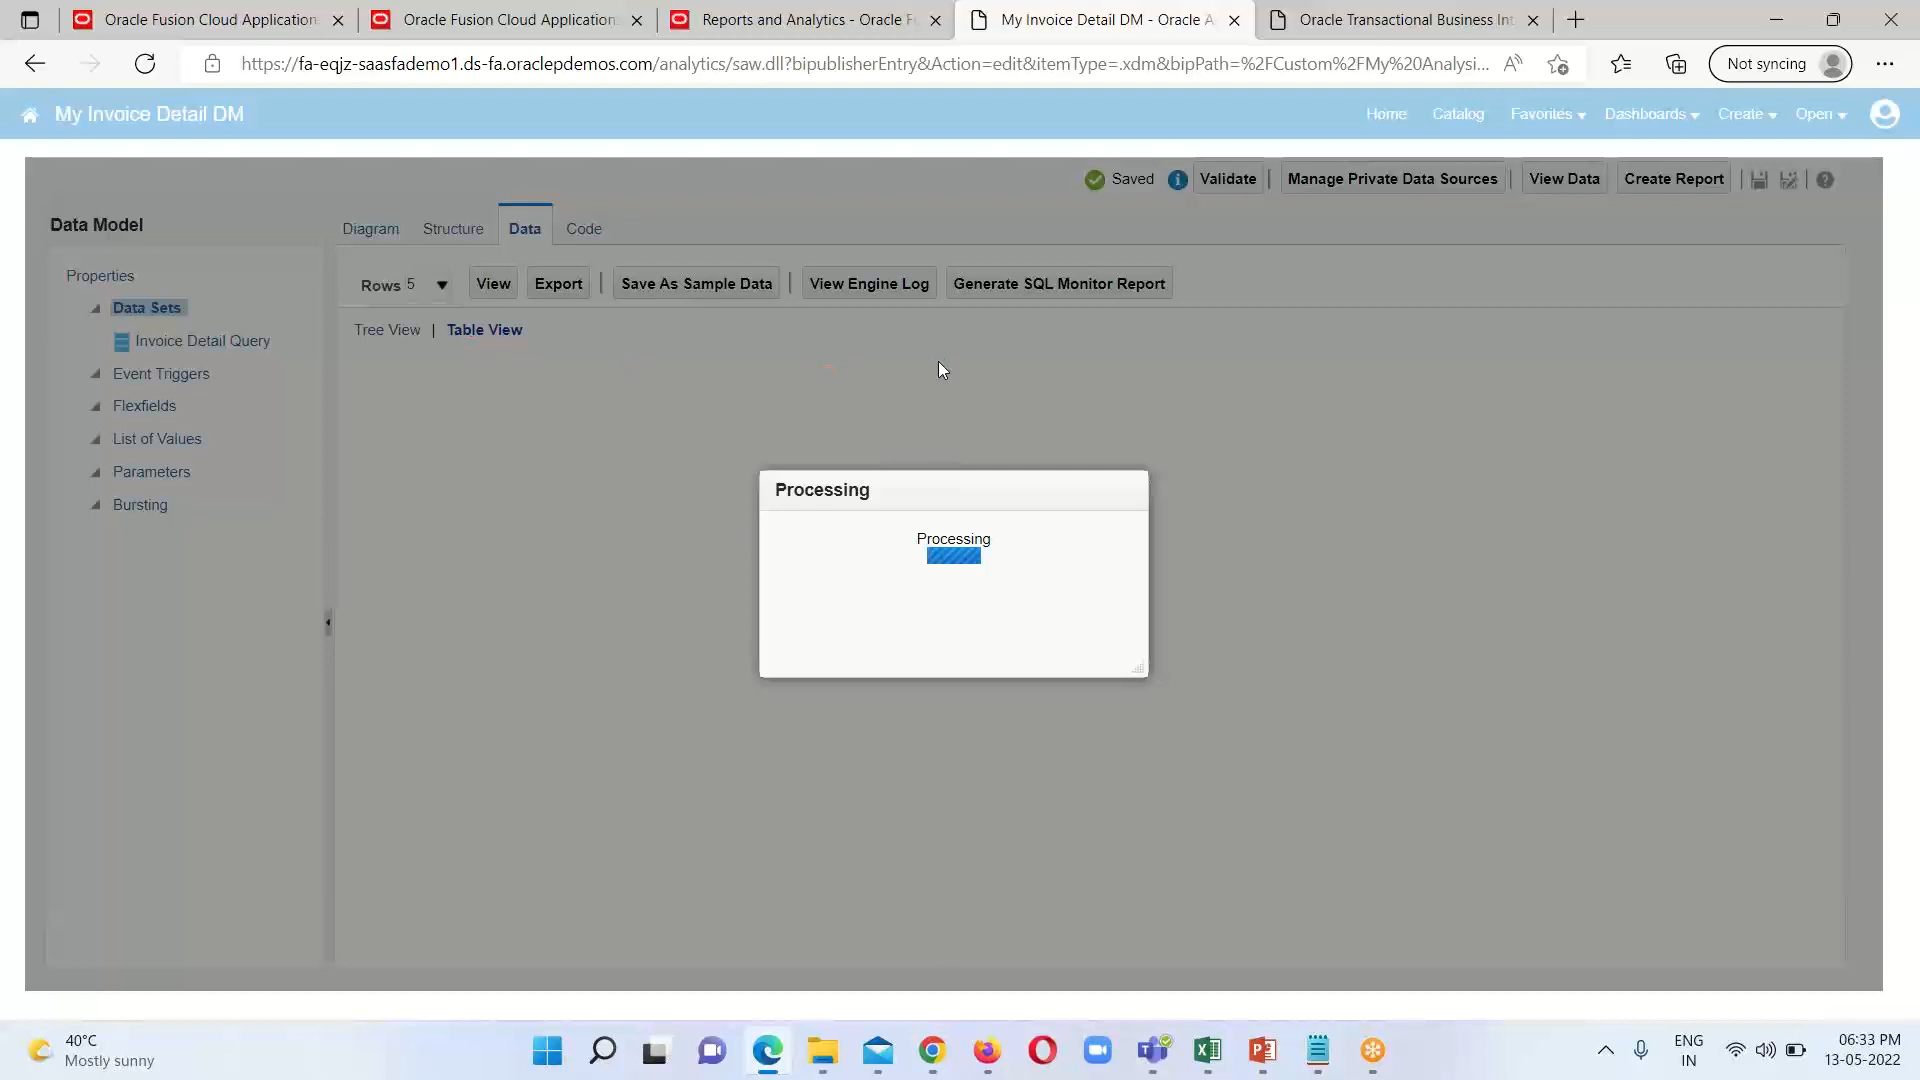 Oracle Fusion Cloud Application
Oracle Fusion Cloud Application
Reports and Analytics - Oracle F
My Invoice Detail DM - Oracle A
Oracle Transactional Business Int
https://fa-eqjz-saasfademo1.ds-fa.oraclepdemos.com/analytics/saw.dll?bipublisherEntry&Action=edit&itemType=.xdm&bipPath=%2FCustom%2FMy%20Analysi...
Not syncing
My Invoice Detail DM
Home
Catalog
Favorites
Dashboards
Create
Open
Saved
Validate
Manage Private Data Sources
View Data
Create Report
Data Model
Diagram
Structure
Data
Code
Properties
Data Sets
Invoice Detail Query
Event Triggers
Flexfields
List of Values
Parameters
Bursting
Rows 5
View
Export
Save As Sample Data
View Engine Log
Generate SQL Monitor Report
Tree View | Table View
Processing
Processing
40°C
Mostly sunny
ENG
IN
06:33 PM
13-05-2022